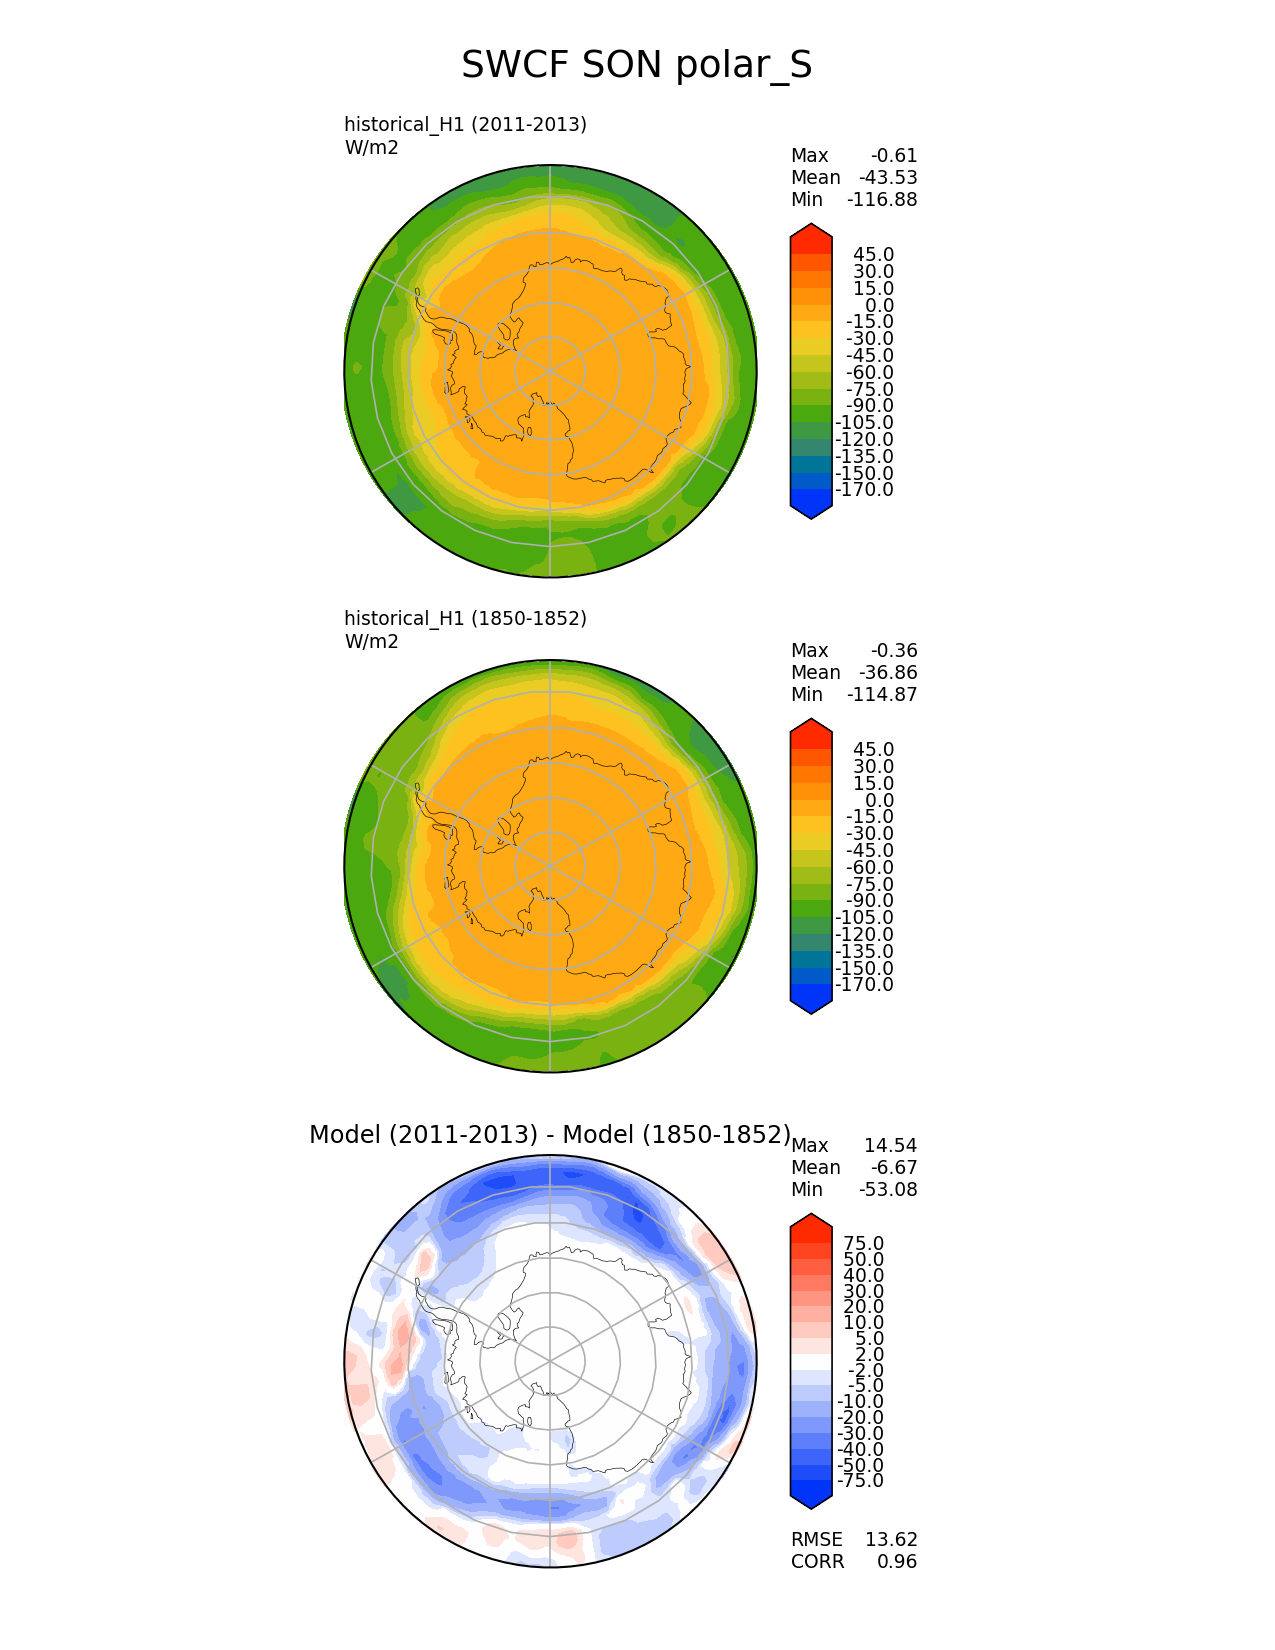 SWCF SON polar_S
historical_H1 (2011-2013)
W/m2
Max -0.61
Mean -43.53
Min -116.88
45.0
30.0
15.0
0.0
-15.0
-30.0
-45.0
-60.0
-75.0
-90.0
-105.0
-120.0
-135.0
-150.0
-170.0
historical_H1 (1850-1852)
W/m2
Max -0.36
Mean -36.86
Min -114.87
45.0
30.0
15.0
0.0
-15.0
-30.0
-45.0
-60.0
-75.0
-90.0
-105.0
-120.0
-135.0
-150.0
-170.0
Model (2011-2013) - Model (1850-1852)
Max 14.54
Mean -6.67
Min -53.08
75.0
50.0
40.0
30.0
20.0
10.0
5.0
2.0
-2.0
-5.0
-10.0
-20.0
-30.0
-40.0
-50.0
-75.0
RMSE 13.62
CORR 0.96